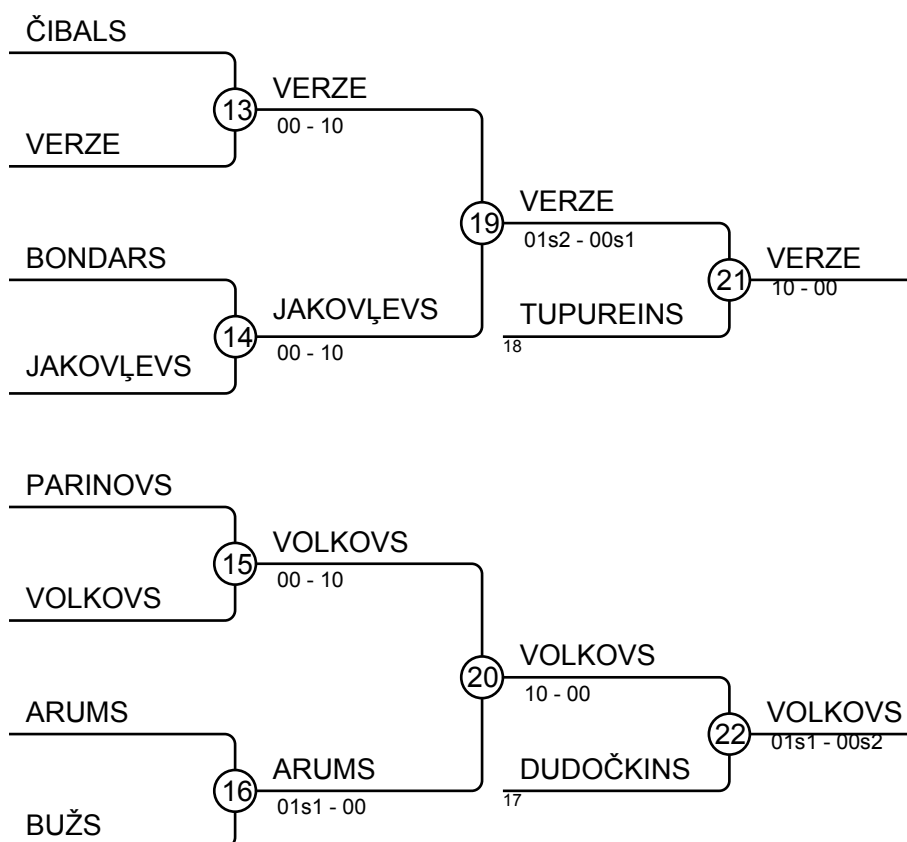 ČIBALS
13
VERZE
00 - 10
VERZE
19
VERZE
01s2 - 00s1
BONDARS
14
JAKOVĻEVS
00 - 10
JAKOVĻEVS
TUPUREINS
18
21
VERZE
10 - 00
PARINOVS
15
VOLKOVS
00 - 10
VOLKOVS
20
VOLKOVS
10 - 00
ARUMS
16
ARUMS
01s1 - 00
BUŽS
DUDOČKINS
17
22
VOLKOVS
01s1 - 00s2